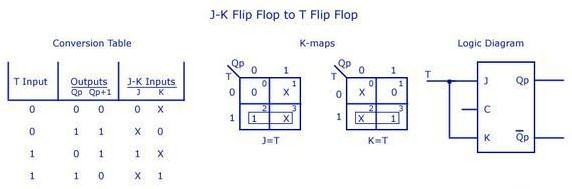 J-K Flip Flop to T Flip Flop
Conversion Table
T Input Outputs J-K Inputs
Qp Qp+1 J K
0 0 0 0 X
0 1 1 X 0
1 0 1 1 X
1 1 0 X 1
K-maps
Qp
T 0 1
0 0 0 X 1
1 1 2 X 3
J=T
Qp
T 0 1
0 X 0 0 1
1 X 2 1 3
K=T
Logic Diagram
T J Qp
C
K Q̅p